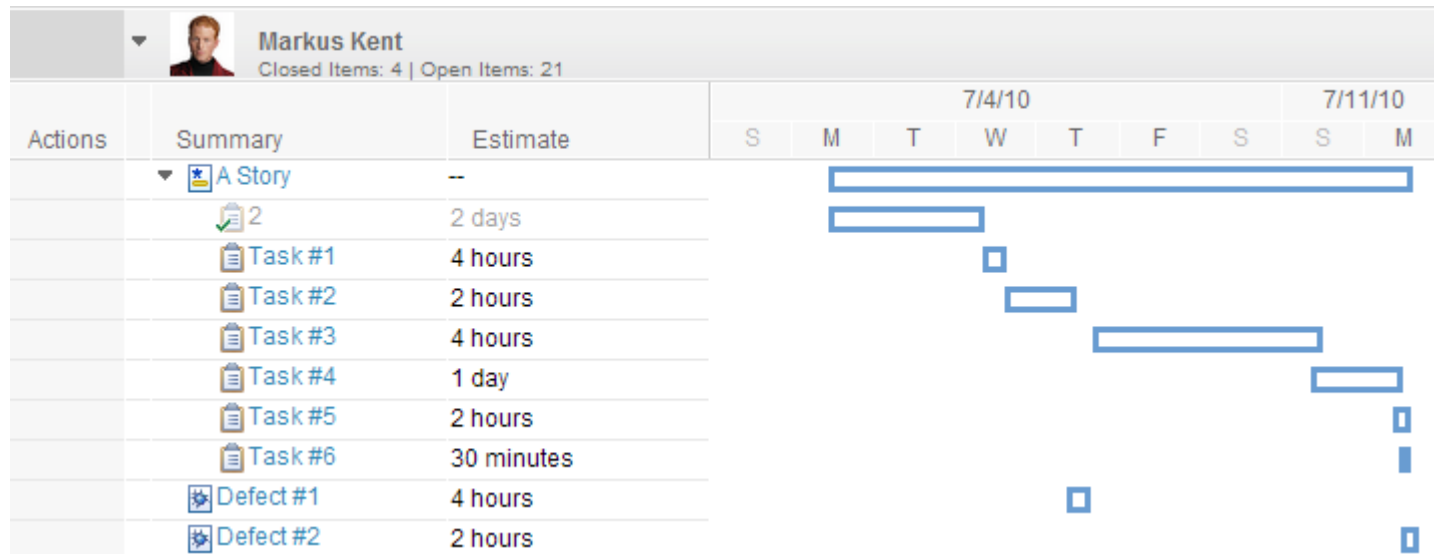 Markus Kent
Closed Items: 4 | Open Items: 21
7/4/10 7/11/10
Actions Summary Estimate S M T W T F S S M
A Story --
2 2 days
Task #1 4 hours
Task #2 2 hours
Task #3 4 hours
Task #4 1 day
Task #5 2 hours
Task #6 30 minutes
Defect #1 4 hours
Defect #2 2 hours